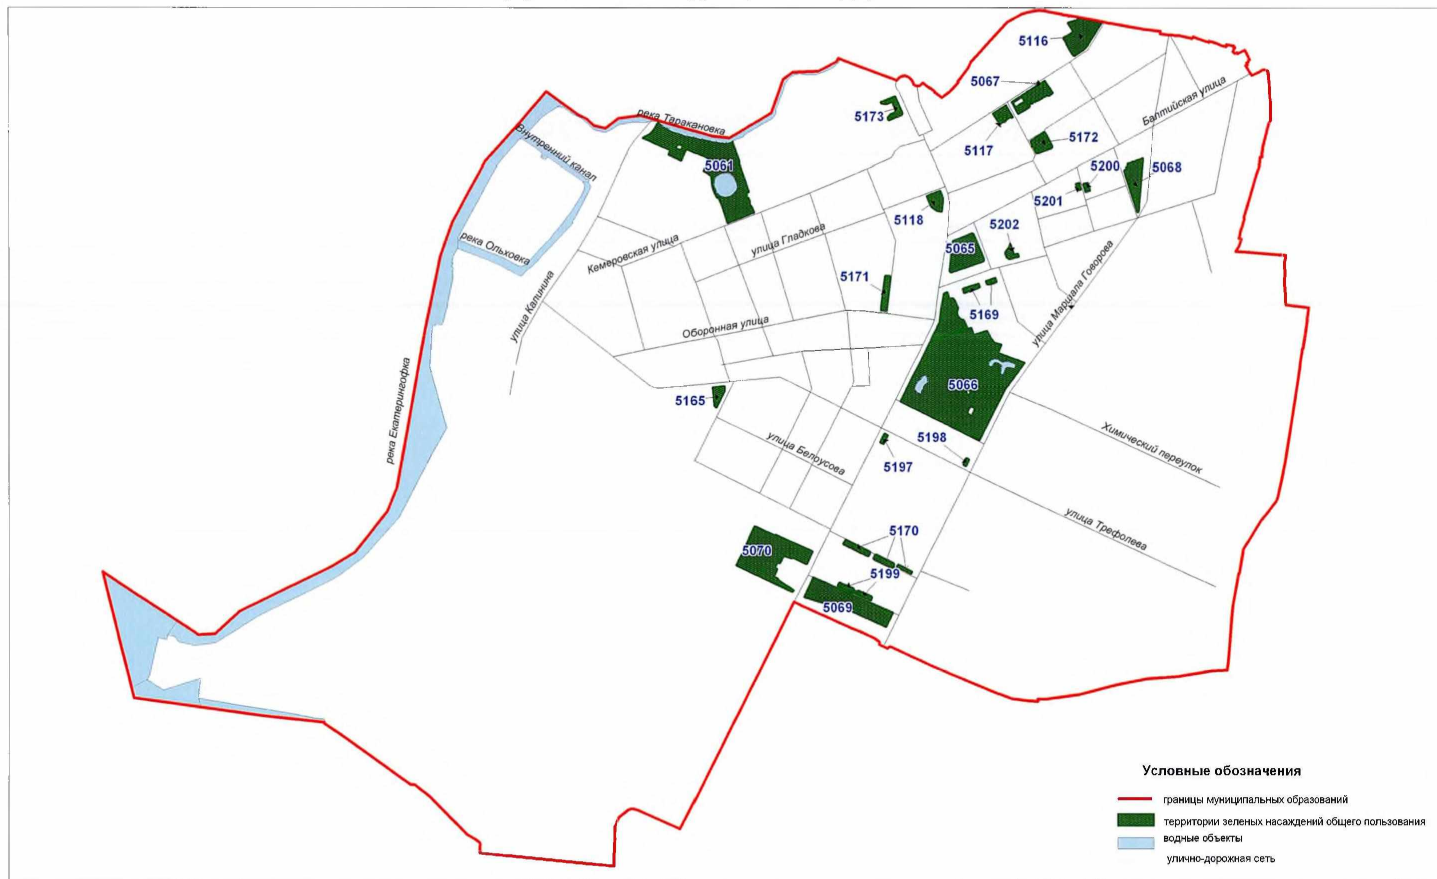 5116
5067
Балтийская улица
5173
река Таракановка
5117
5172
Внутренний канал
5061
5200
5068
5201
5118
5202
река Ольховка
Кемеровская улица
улица Гладкова
5065
5171
улица Калинина
улица Маршала Говорова
5169
Оборонная улица
5066
река Екатерингофка
5165
5198
улица Белоусова
5197
Химический переулок
5170
улица Трефолева
5070
5199
5069
Условные обозначения
границы муниципальных образований
территории зеленых насаждений общего пользования
водные объекты
улично-дорожная сеть